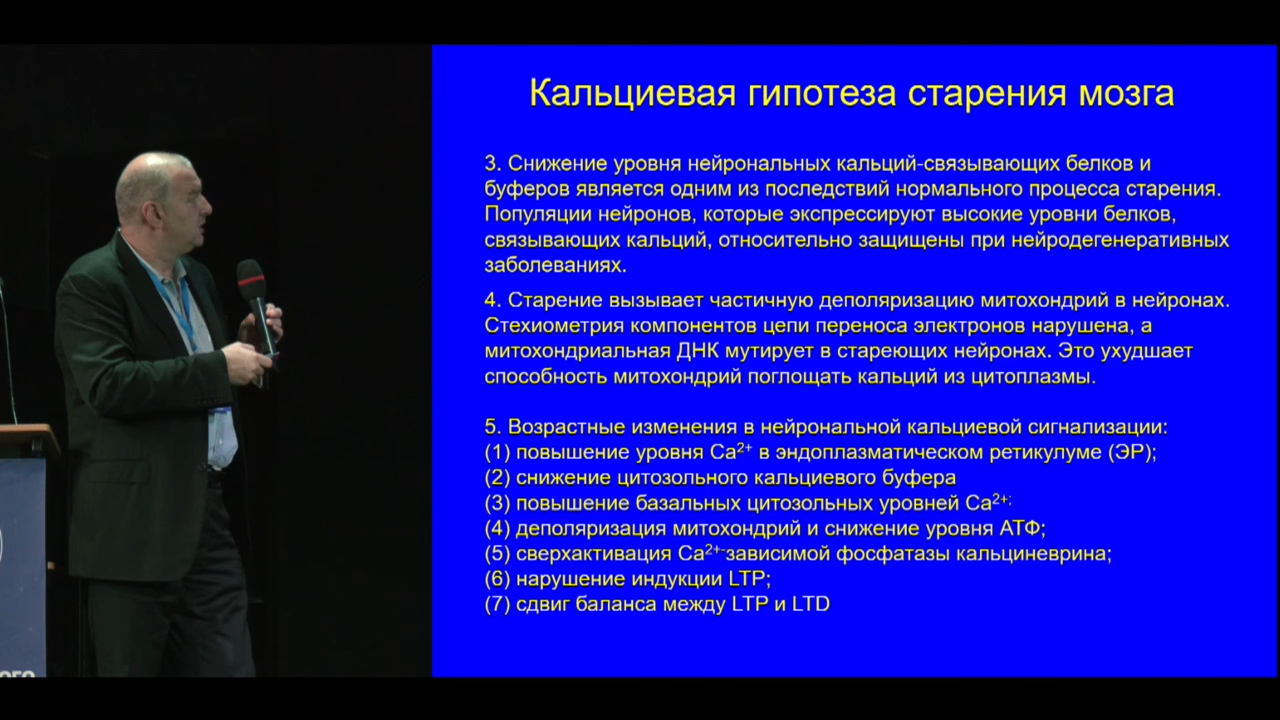 Кальциевая гипотеза старения мозга
3. Снижение уровня нейрональных кальций-связывающих белков и
буферов является одним из последствий нормального процесса старения.
Популяции нейронов, которые экспрессируют высокие уровни белков,
связывающих кальций, относительно защищены при нейродегенеративных
заболеваниях.
4. Старение вызывает частичную деполяризацию митохондрий в нейронах.
Стехиометрия компонентов цепи переноса электронов нарушена, а
митохондриальная ДНК мутирует в стареющих нейронах. Это ухудшает
способность митохондрий поглощать кальций из цитоплазмы.
5. Возрастные изменения в нейрональной кальциевой сигнализации:
(1) повышение уровня Ca²⁺ в эндоплазматическом ретикулуме (ЭР);
(2) снижение цитозольного кальциевого буфера
(3) повышение базальных цитозольных уровней Ca²⁺;
(4) деполяризация митохондрий и снижение уровня АТФ;
(5) сверхактивация Ca²⁺-зависимой фосфатазы кальциневрина;
(6) нарушение индукции LTP;
(7) сдвиг баланса между LTP и LTD